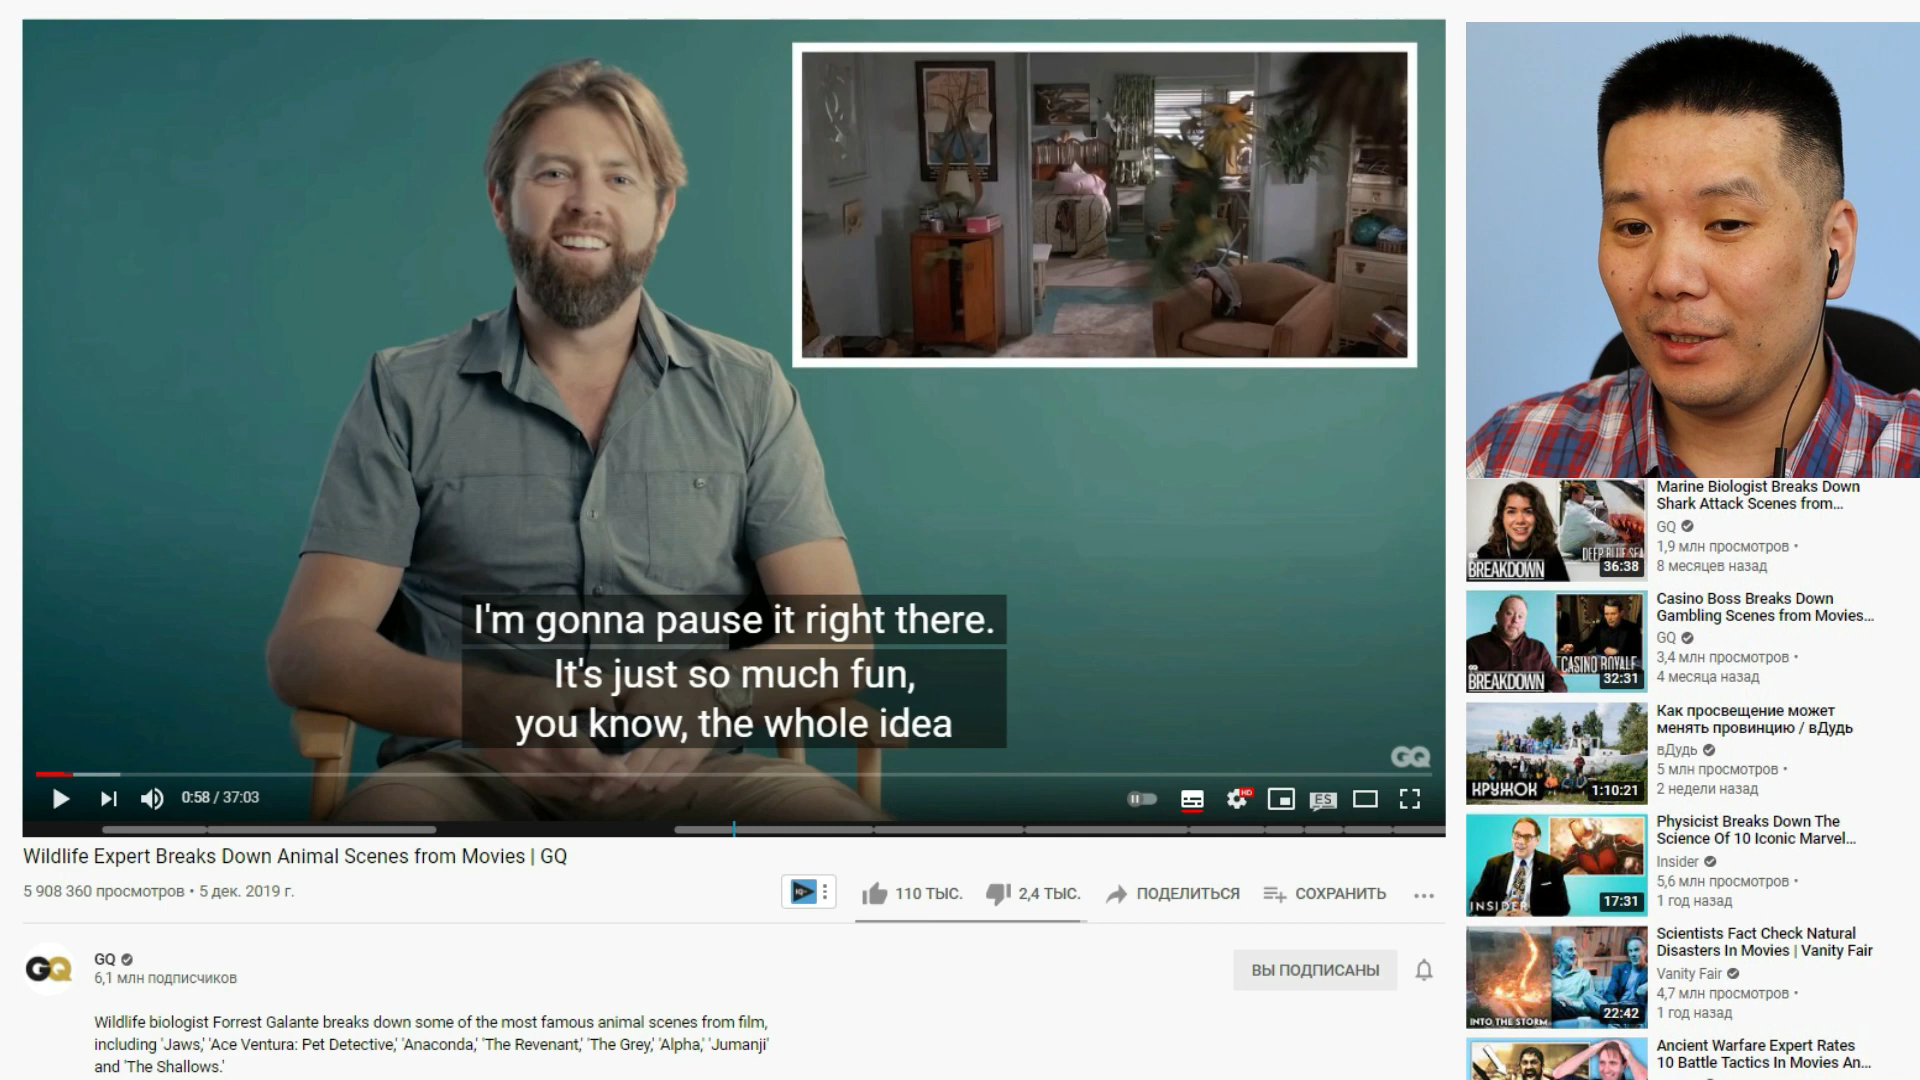 I'm gonna pause it right there.
It's just so much fun,
you know, the whole idea
GQ
0:58 / 37:03
HD
ES
Wildlife Expert Breaks Down Animal Scenes from Movies | GQ
5 908 360 просмотров • 5 дек. 2019 г.
110 ТЫС.
2,4 ТЫС.
ПОДЕЛИТЬСЯ
СОХРАНИТЬ
GQ
GQ
6,1 млн подписчиков
ВЫ ПОДПИСАНЫ
Wildlife biologist Forrest Galante breaks down some of the most famous animal scenes from film,
including 'Jaws,' 'Ace Ventura: Pet Detective,' 'Anaconda,' 'The Revenant,' 'The Grey,' 'Alpha,' 'Jumanji'
and 'The Shallows.'
DEEP BLUE SEA
BREAKDOWN
36:38
Marine Biologist Breaks Down
Shark Attack Scenes from...
GQ
1,9 млн просмотров •
8 месяцев назад
CASINO ROYALE
BREAKDOWN
32:31
Casino Boss Breaks Down
Gambling Scenes from Movies...
GQ
3,4 млн просмотров •
4 месяца назад
КРУЖОК
1:10:21
Как просвещение может
менять провинцию / вДудь
вДудь
5 млн просмотров •
2 недели назад
INSIDER
17:31
Physicist Breaks Down The
Science Of 10 Iconic Marvel...
Insider
5,6 млн просмотров •
1 год назад
INTO THE STORM
22:42
Scientists Fact Check Natural
Disasters In Movies | Vanity Fair
Vanity Fair
4,7 млн просмотров •
1 год назад
Ancient Warfare Expert Rates
10 Battle Tactics In Movies An...